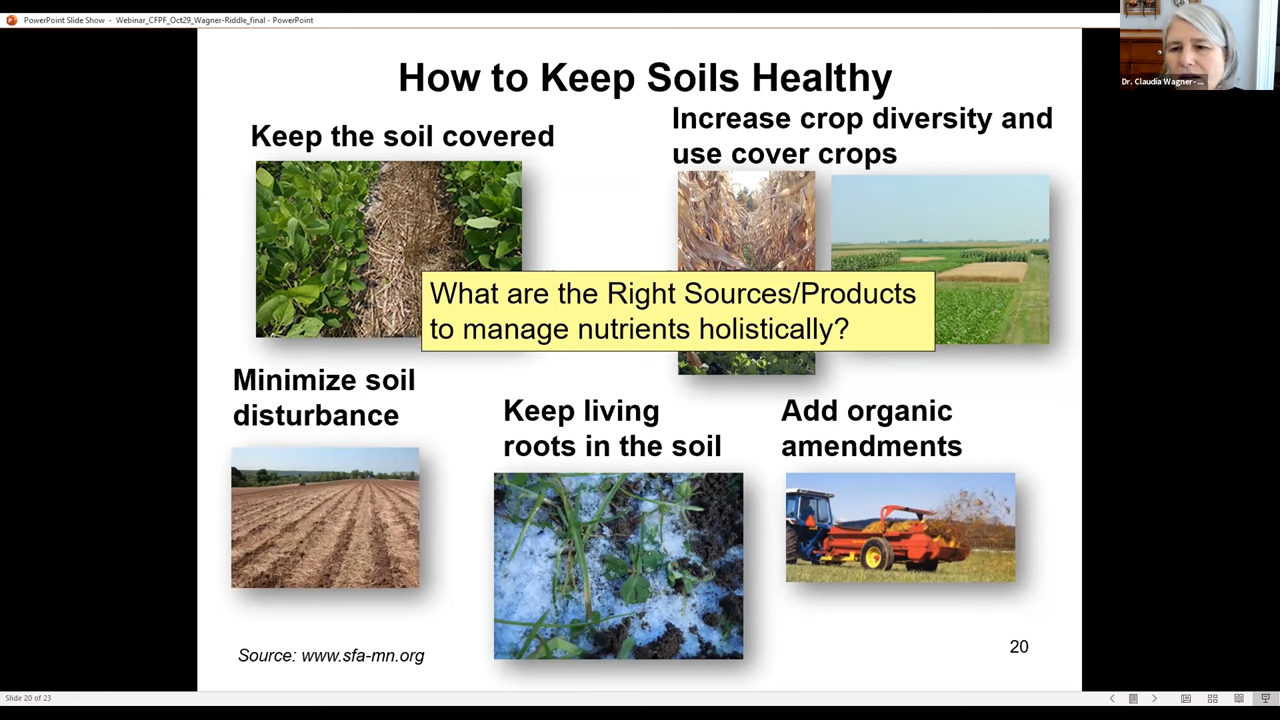 PowerPoint Slide Show - Webinar_CFPF_Oct29_Wagner-Riddle_final - PowerPoint
Dr. Claudia Wagner- ...
How to Keep Soils Healthy
Keep the soil covered
Increase crop diversity and
use cover crops
What are the Right Sources/Products
to manage nutrients holistically?
Minimize soil
disturbance
Keep living
roots in the soil
Add organic
amendments
Source: www.sfa-mn.org
20
Slide 20 of 23